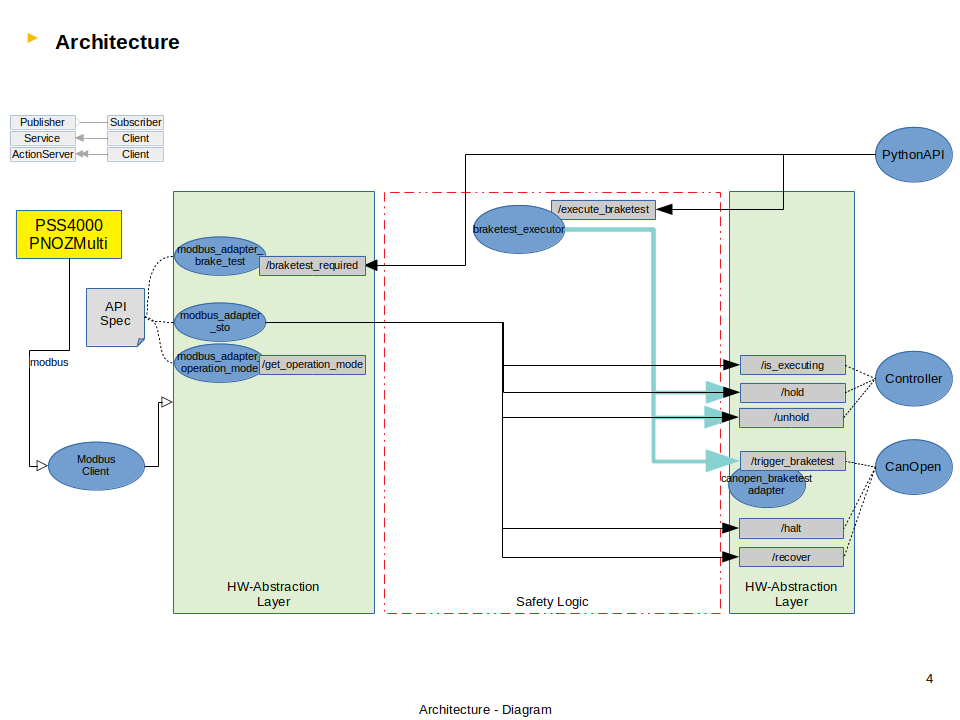 Architecture
Publisher
Subscriber
Service
Client
ActionServer
Client
PythonAPI
PSS4000
PNOZMulti
/execute_braketest
braketest_executor
modbus_adapter_
brake_test
/braketest_required
API
Spec
modbus_adapter
_sto
modbus_adapter_
operation_mode
/get_operation_mode
modbus
/is_executing
/hold
/unhold
Controller
Modbus
Client
/trigger_braketest
canopen_braketest
adapter
CanOpen
/halt
/recover
HW-Abstraction
Layer
Safety Logic
HW-Abstraction
Layer
4
Architecture - Diagram